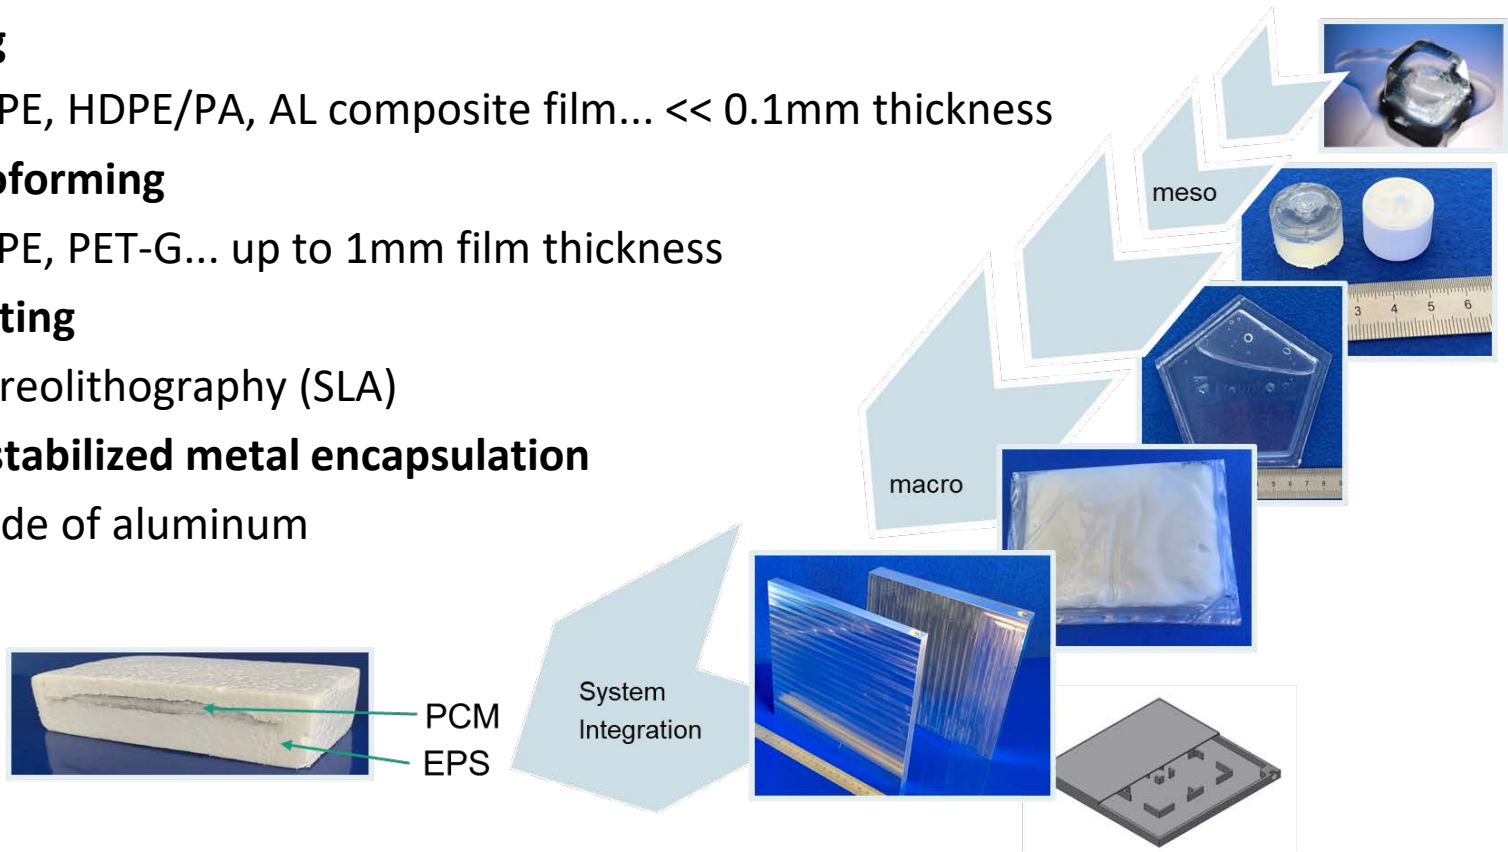 g
PE, HDPE/PA, AL composite film... << 0.1mm thickness
oforming
PE, PET-G... up to 1mm film thickness
ting
reolithography (SLA)
stabilized metal encapsulation
de of aluminum
meso
macro
System
Integration
PCM
EPS
3 4 5 6